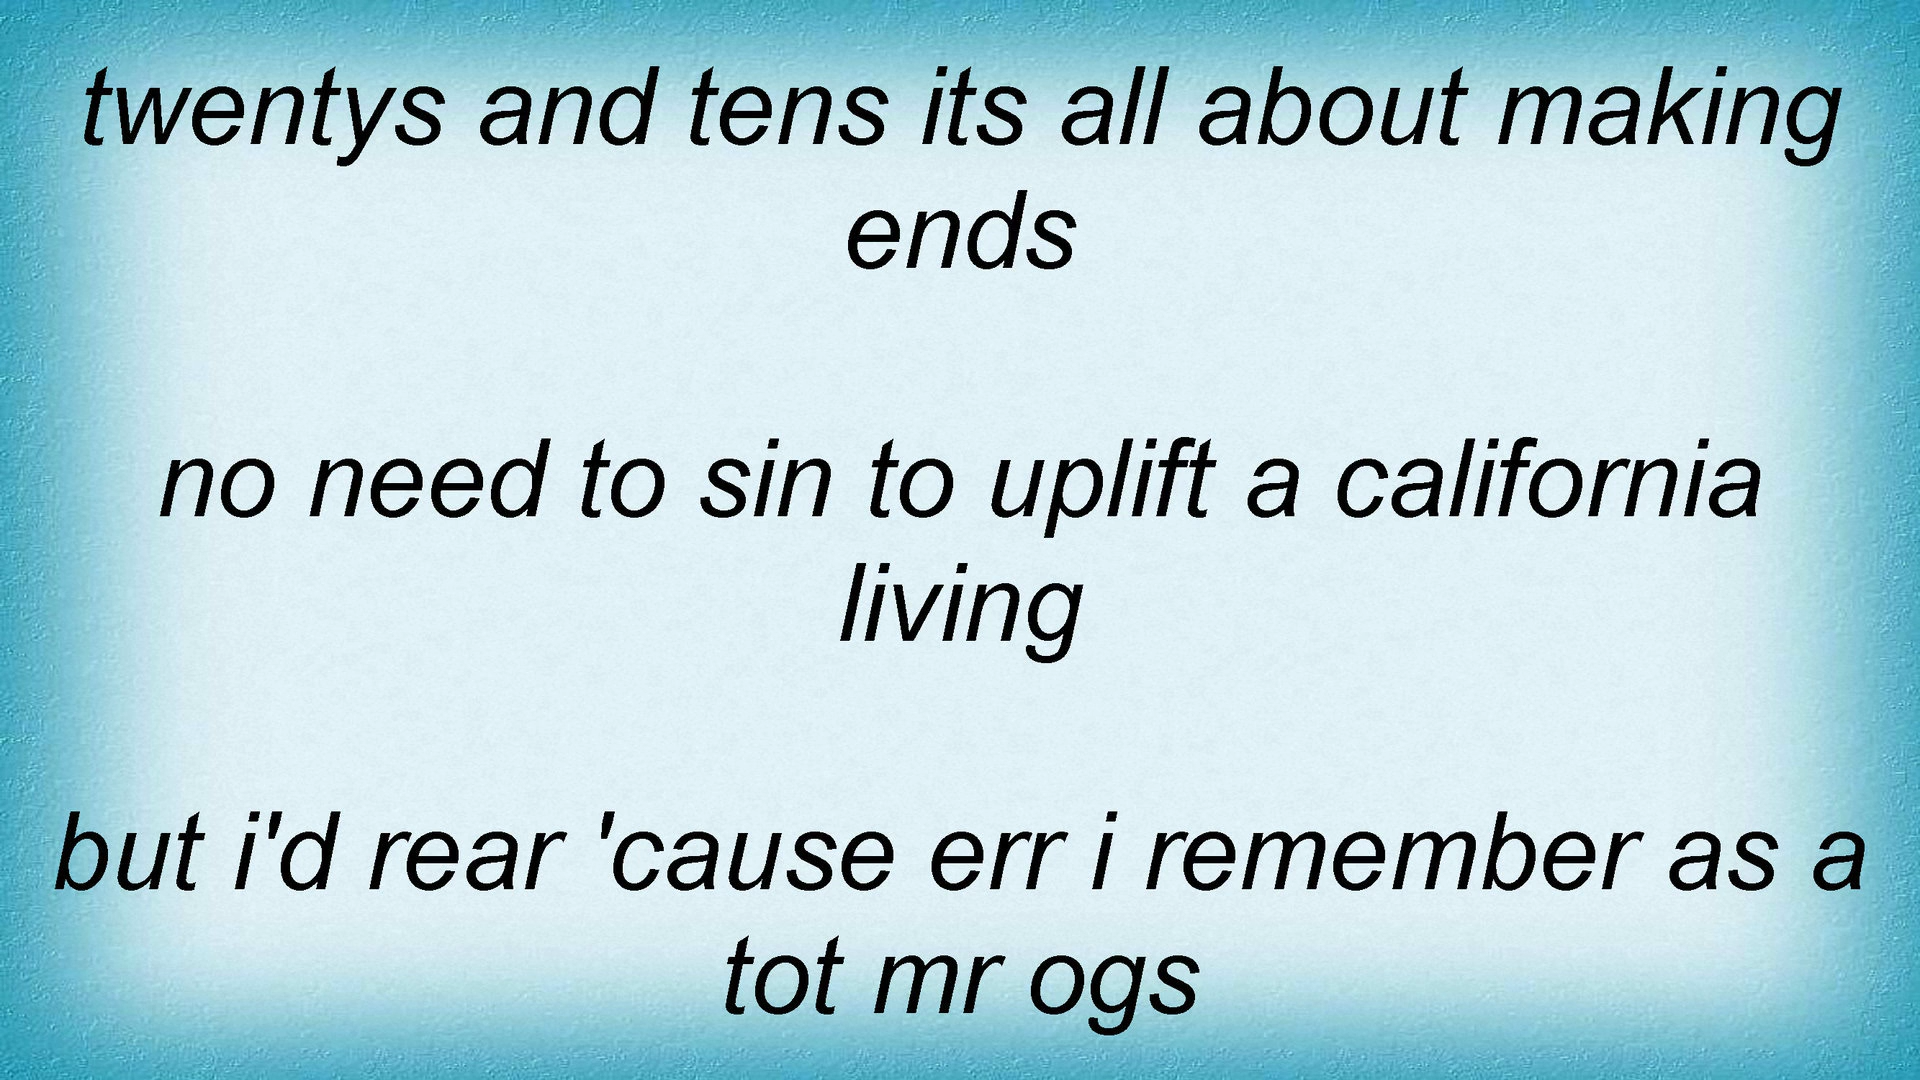 twentys and tens its all about making
ends
no need to sin to uplift a california
living
but i'd rear 'cause err i remember as a
tot mr ogs